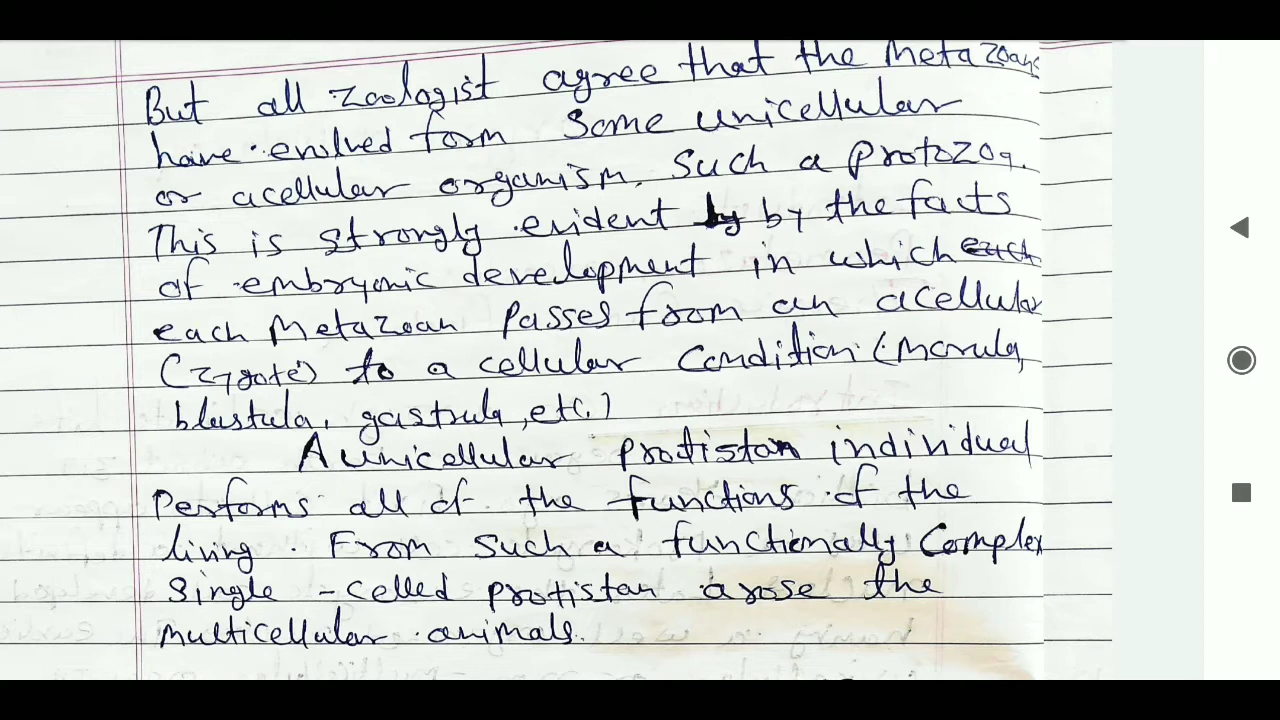 But all zoologist agree that the Metazoans
have evolved form some unicellular
or acellular organism, such a protozoa.
This is strongly evident by by the facts
of embryonic development in which each
each Metazoan passes from an acellular
(zygote) to a cellular condition (morula,
blastula, gastrula, etc.)
A unicellular protistan individual
Performs all of the functions of the
living. From such a functionally complex
single-celled protistan arose the
multicellular animals.